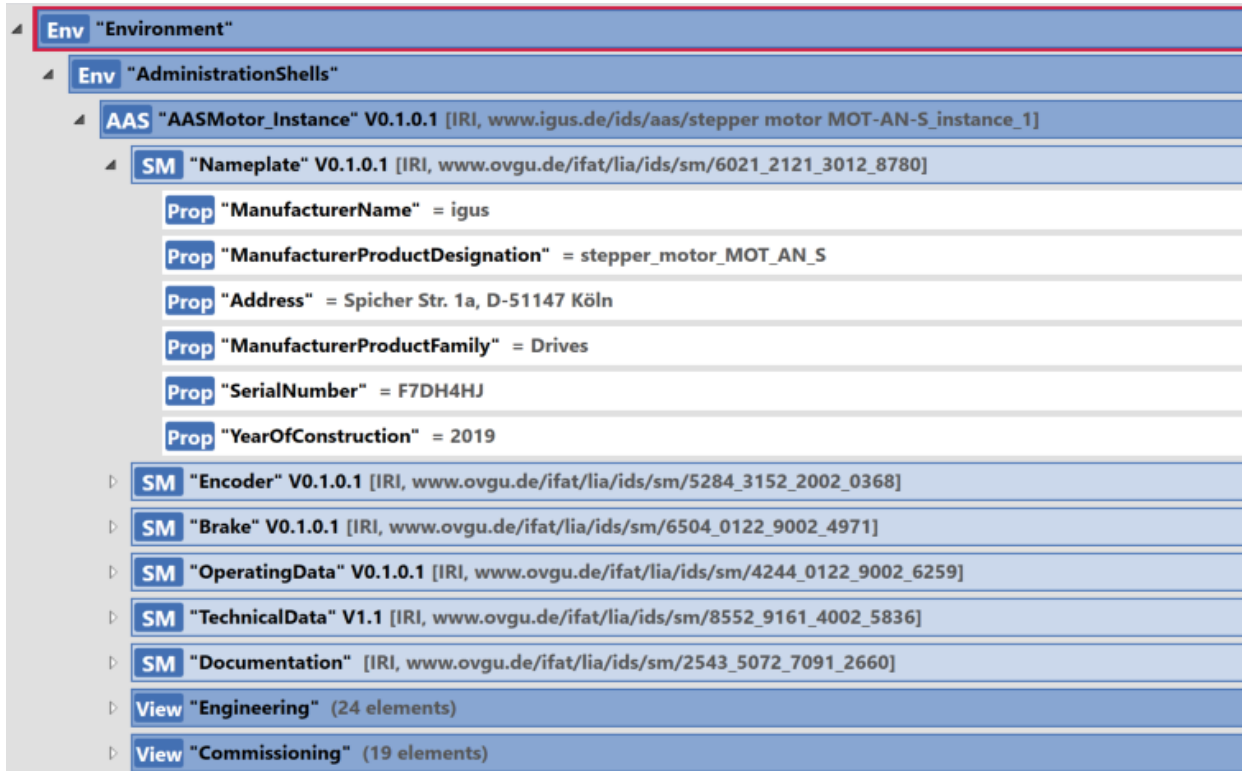 Env "Environment"
Env "AdministrationShells"
AAS "AASMotor_Instance" V0.1.0.1 [IRI, www.igus.de/ids/aas/stepper motor MOT-AN-S_instance_1]
SM "Nameplate" V0.1.0.1 [IRI, www.ovgu.de/ifat/lia/ids/sm/6021_2121_3012_8780]
Prop "ManufacturerName" = igus
Prop "ManufacturerProductDesignation" = stepper_motor_MOT_AN_S
Prop "Address" = Spicher Str. 1a, D-51147 Köln
Prop "ManufacturerProductFamily" = Drives
Prop "SerialNumber" = F7DH4HJ
Prop "YearOfConstruction" = 2019
SM "Encoder" V0.1.0.1 [IRI, www.ovgu.de/ifat/lia/ids/sm/5284_3152_2002_0368]
SM "Brake" V0.1.0.1 [IRI, www.ovgu.de/ifat/lia/ids/sm/6504_0122_9002_4971]
SM "OperatingData" V0.1.0.1 [IRI, www.ovgu.de/ifat/lia/ids/sm/4244_0122_9002_6259]
SM "TechnicalData" V1.1 [IRI, www.ovgu.de/ifat/lia/ids/sm/8552_9161_4002_5836]
SM "Documentation" [IRI, www.ovgu.de/ifat/lia/ids/sm/2543_5072_7091_2660]
View "Engineering" (24 elements)
View "Commissioning" (19 elements)